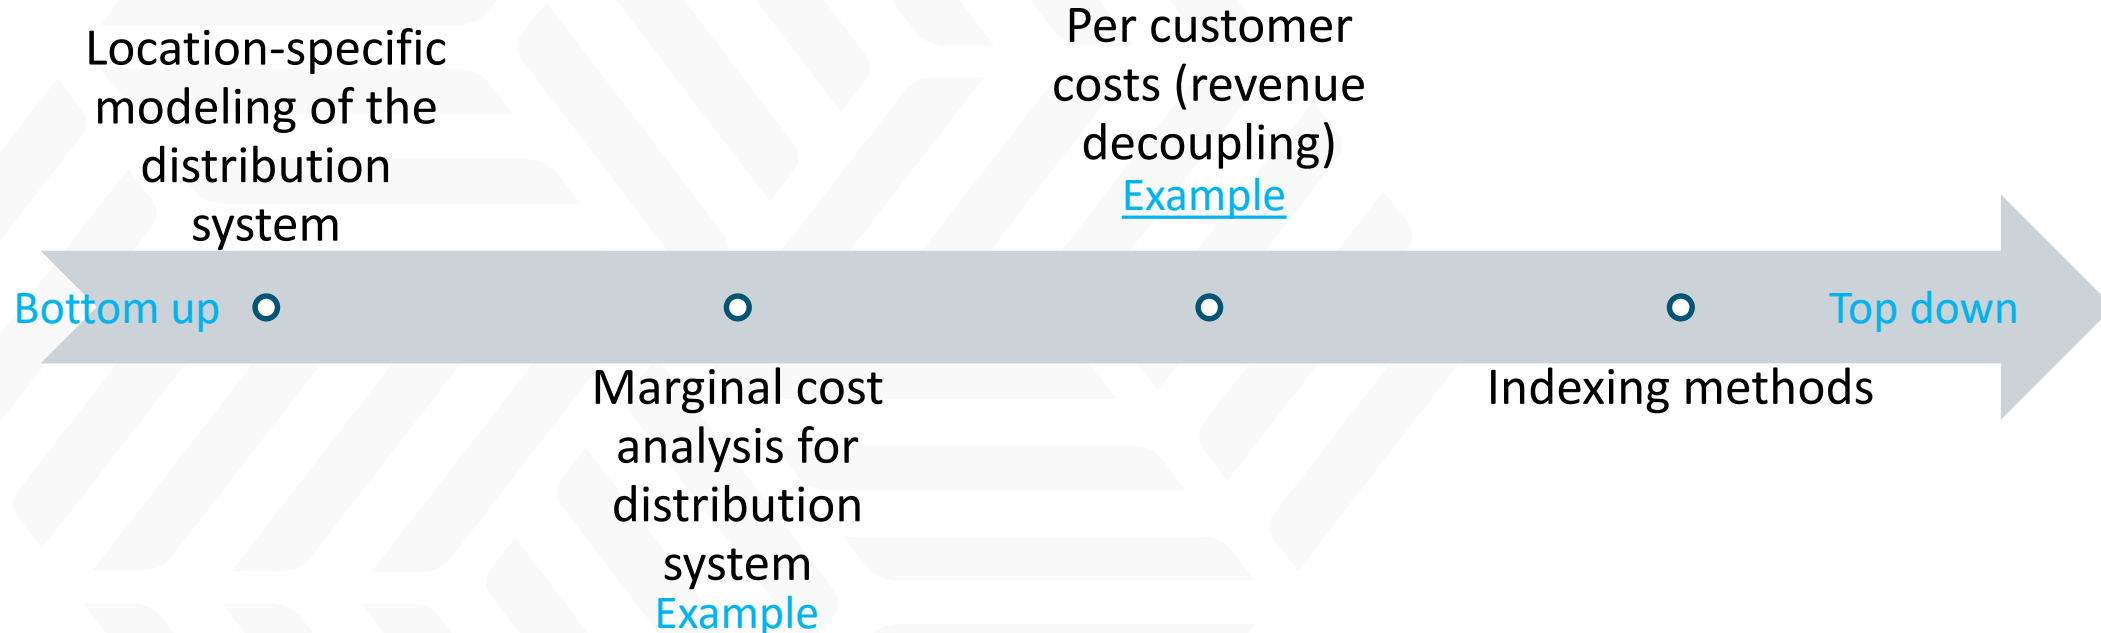 Location-specific
modeling of the
distribution
system
Per customer
costs (revenue
decoupling)
Example
Bottom up
Top down
Marginal cost
analysis for
distribution
system
Example
Indexing methods